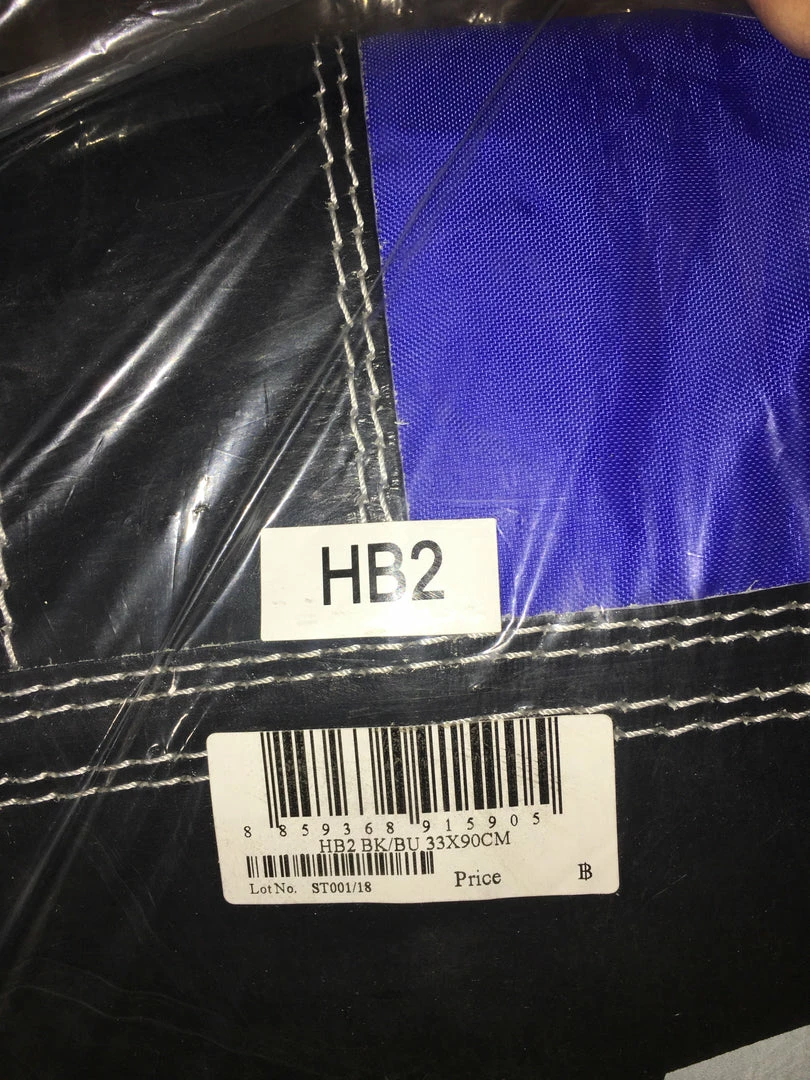 HB2
8 859368 915905
HB2 BK/BU 33X90CM
Lot No. ST001/18 Price ฿